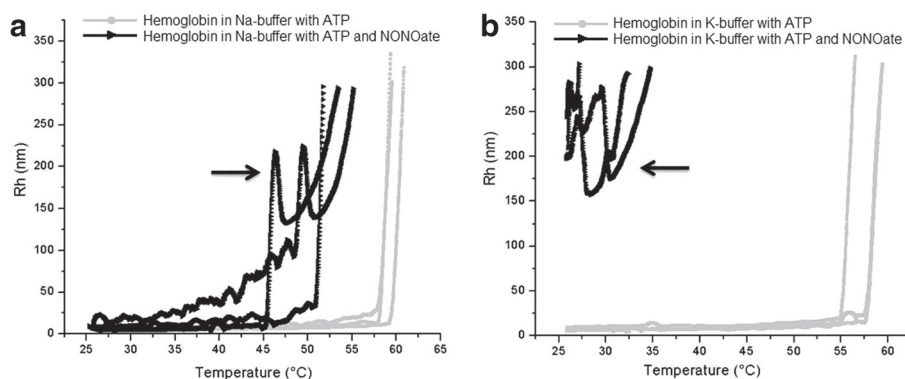 a
Hemoglobin in Na-buffer with ATP
Hemoglobin in Na-buffer with ATP and NONOate
350
300
250
200
150
100
50
0
Rh (nm)
25 30 35 40 45 50 55 60 65
Temperature (°C)
b
Hemoglobin in K-buffer with ATP
Hemoglobin in K-buffer with ATP and NONOate
350
300
250
200
150
100
50
0
Rh (nm)
25 30 35 40 45 50 55 60
Temperature (°C)